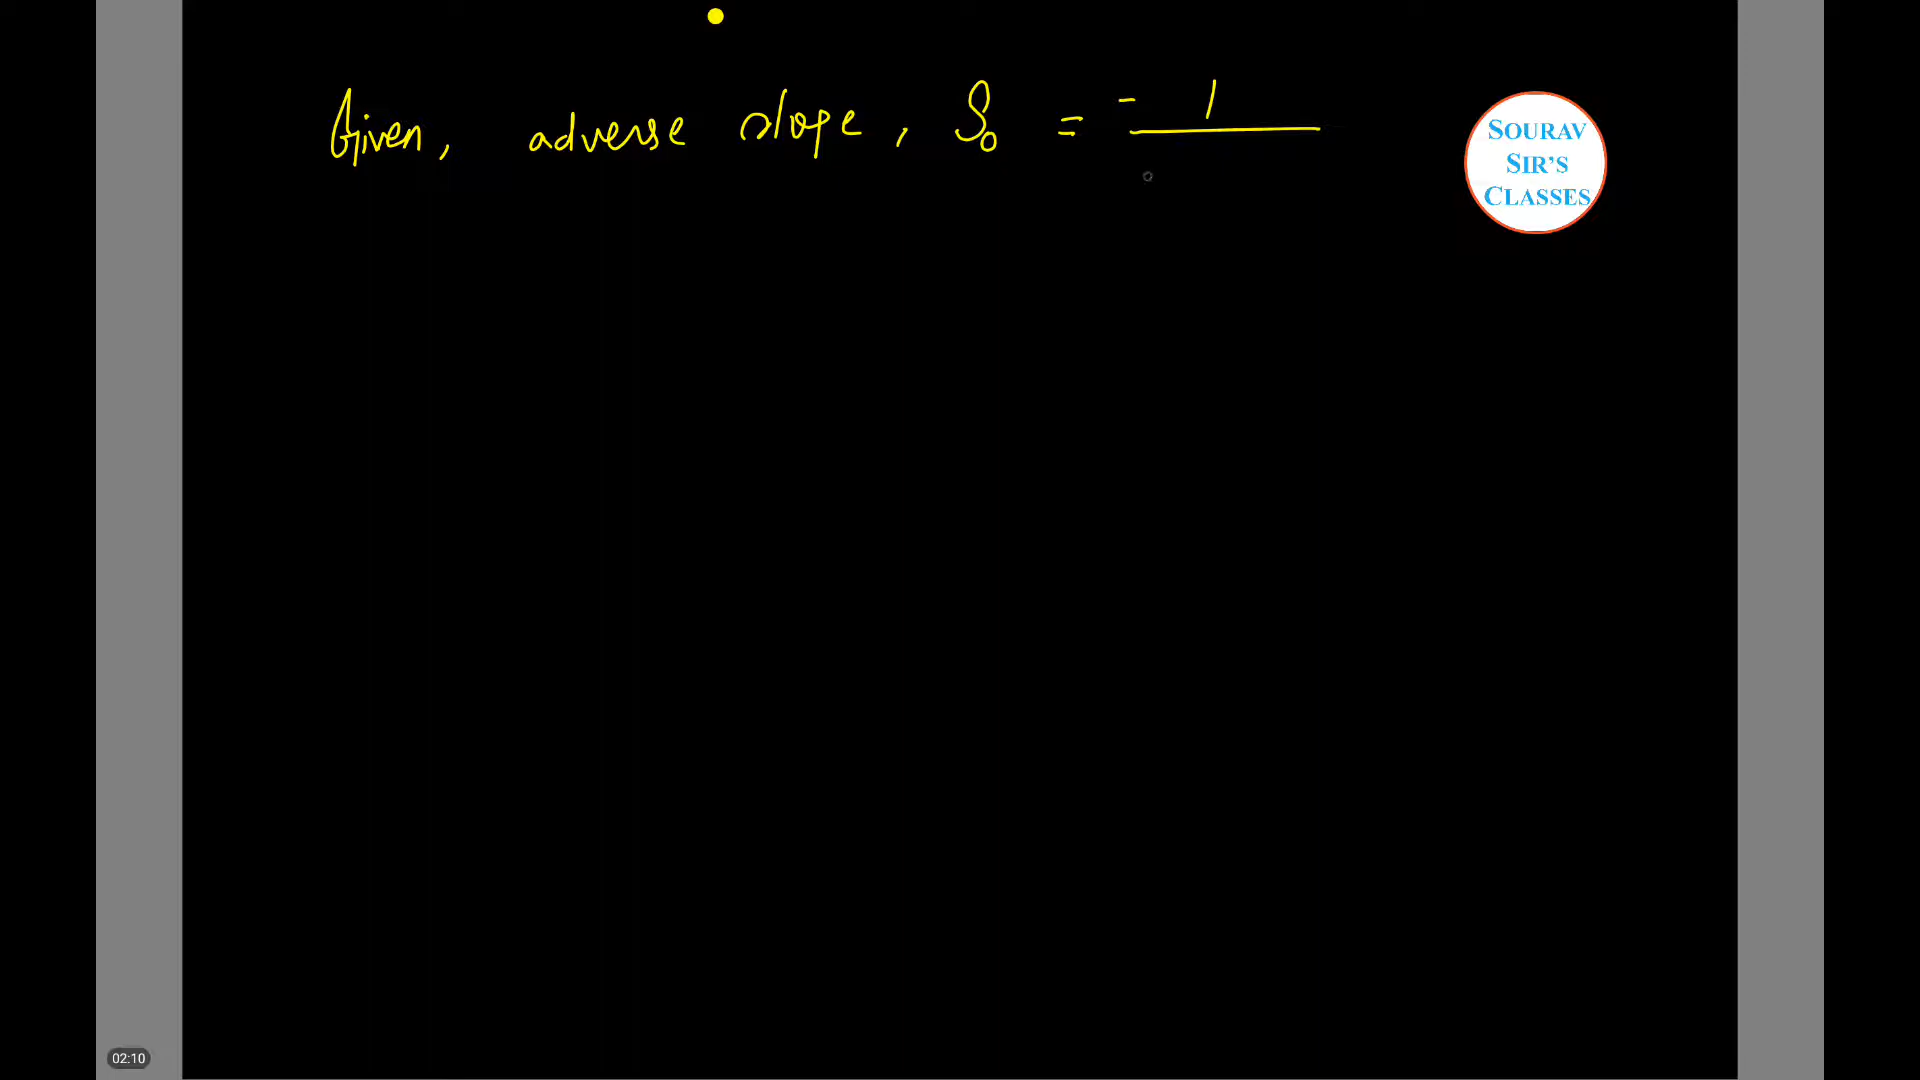 Given, adverse slope, S₀ = - 1
SOURAV
SIR'S
CLASSES
02:10